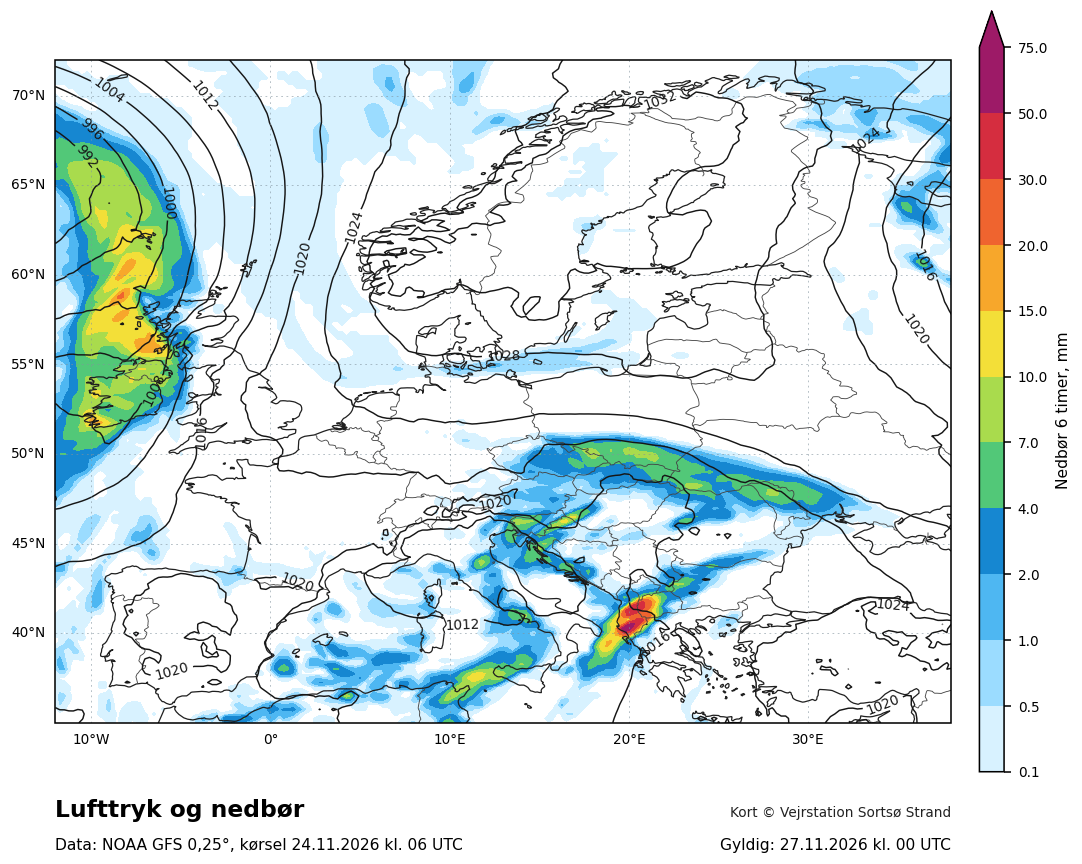 75.0
50.0
30.0
20.0
15.0
10.0
7.0
4.0
2.0
1.0
0.5
0.1
Nedbør 6 timer, mm
70°N
65°N
60°N
55°N
50°N
45°N
40°N
10°W
0°
10°E
20°E
30°E
1004
1012
996
992
1000
1020
1024
1032
1024
1016
1020
1028
1008
1016
1020
1020
1012
1016
1024
1020
1020
Lufttryk og nedbør
Kort © Vejrstation Sortsø Strand
Data: NOAA GFS 0,25°, kørsel 24.11.2026 kl. 06 UTC
Gyldig: 27.11.2026 kl. 00 UTC